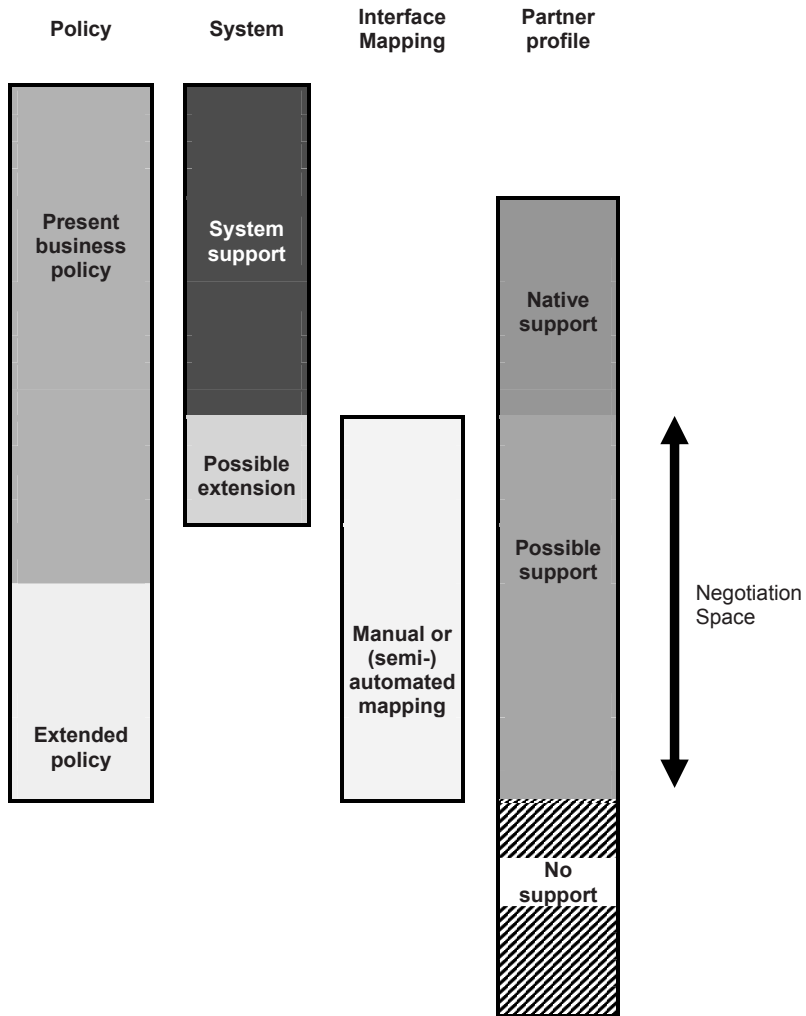 Policy
System
Interface
Mapping
Partner
profile
Present
business
policy
System
support
Native
support
Possible
extension
Possible
support
Negotiation
Space
Manual or
(semi-)
automated
mapping
Extended
policy
No
support